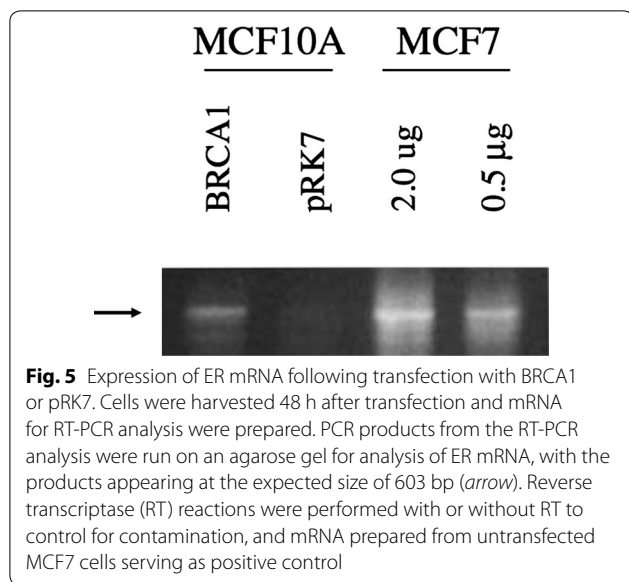 MCF10A MCF7
BRCA1 pRK7 2.0 ug 0.5 µg
Fig. 5 Expression of ER mRNA following transfection with BRCA1
or pRK7. Cells were harvested 48 h after transfection and mRNA
for RT-PCR analysis were prepared. PCR products from the RT-PCR
analysis were run on an agarose gel for analysis of ER mRNA, with the
products appearing at the expected size of 603 bp (arrow). Reverse
transcriptase (RT) reactions were performed with or without RT to
control for contamination, and mRNA prepared from untransfected
MCF7 cells serving as positive control